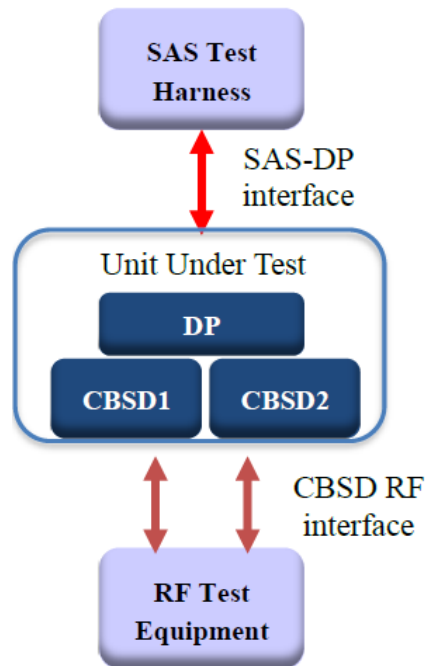 SAS Test
Harness
SAS-DP
interface
Unit Under Test
DP
CBSD1 CBSD2
CBSD RF
interface
RF Test
Equipment